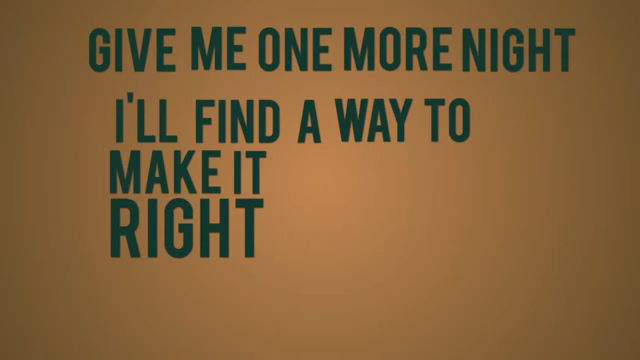 GIVE ME ONE MORE NIGHT
I'LL FIND A WAY TO
MAKE IT
RIGHT